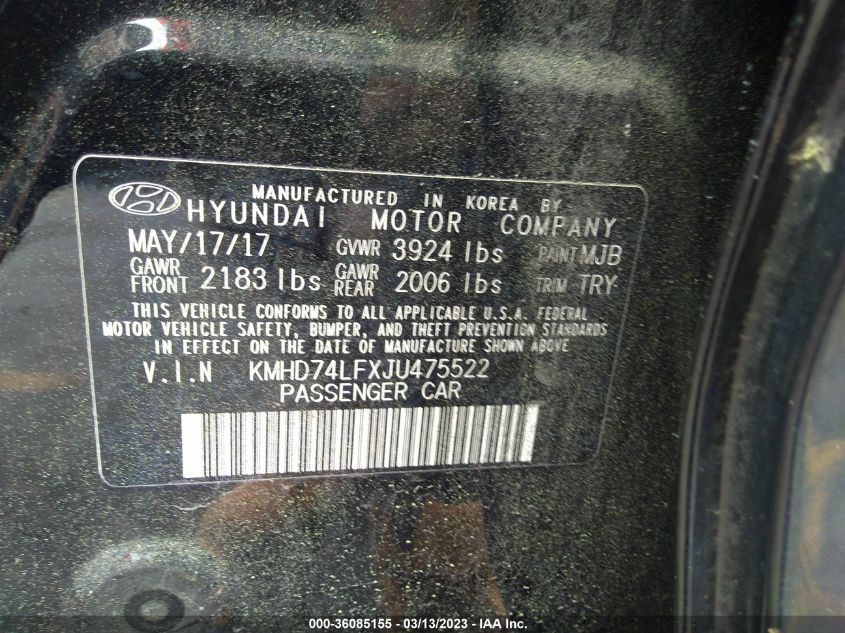 MANUFACTURED IN KOREA BY
HYUNDAI MOTOR COMPANY
MAY/17/17 GVWR 3924 lbs PAINT MJB
GAWR FRONT 2183 lbs GAWR REAR 2006 lbs TRIM TRY
THIS VEHICLE CONFORMS TO ALL APPLICABLE U.S.A. FEDERAL
MOTOR VEHICLE SAFETY, BUMPER, AND THEFT PREVENTION STANDARDS
IN EFFECT ON THE DATE OF MANUFACTURE SHOWN ABOVE
V.I.N KMHD74LFXJU475522
PASSENGER CAR
000-36085155 - 03/13/2023 - IAA Inc.